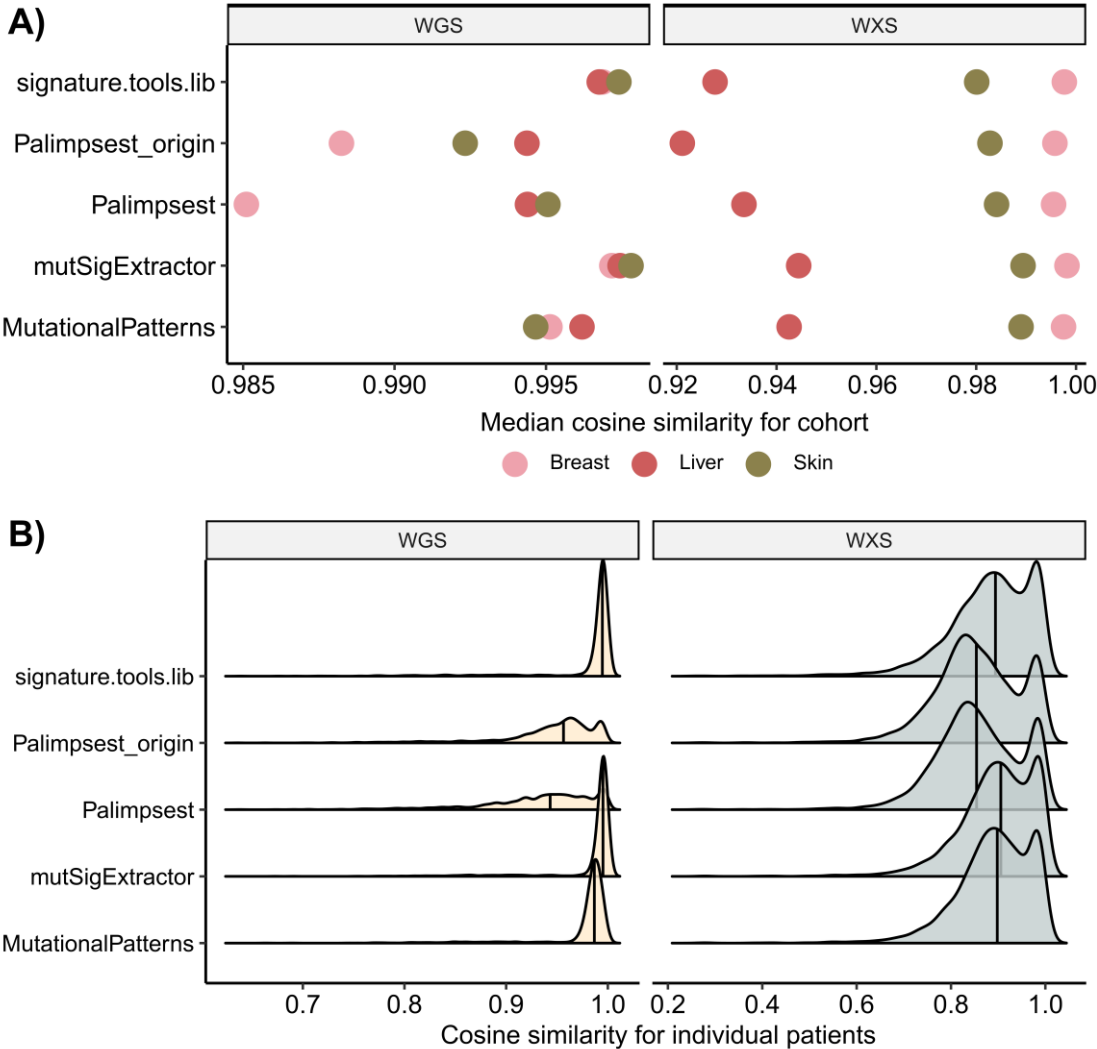 A)
WGS WXS
signature.tools.lib
Palimpsest_origin
Palimpsest
mutSigExtractor
MutationalPatterns
0.985 0.990 0.995 0.92 0.94 0.96 0.98 1.00
Median cosine similarity for cohort
Breast Liver Skin
B)
WGS WXS
signature.tools.lib
Palimpsest_origin
Palimpsest
mutSigExtractor
MutationalPatterns
0.7 0.8 0.9 1.0 0.2 0.4 0.6 0.8 1.0
Cosine similarity for individual patients